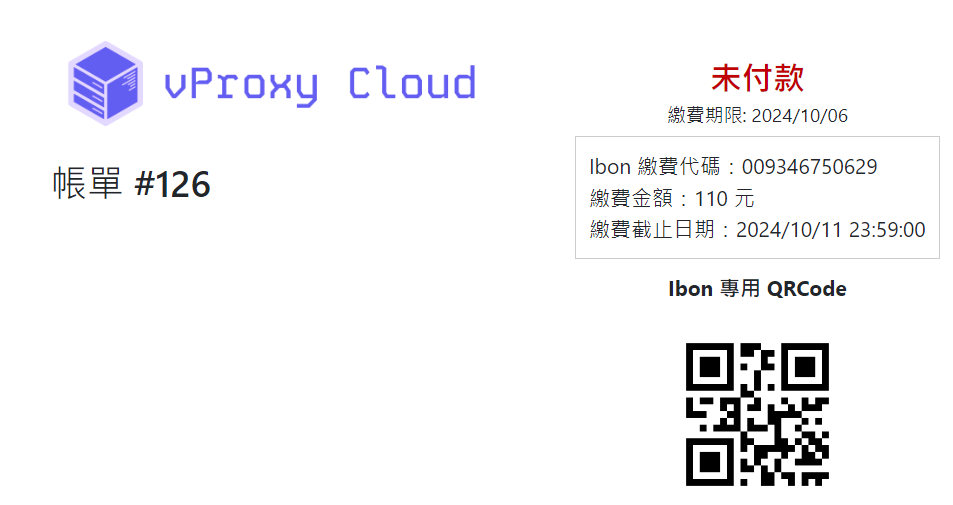 vProxy Cloud
帳單 #126
未付款
繳費期限: 2024/10/06
Ibon 繳費代碼：009346750629
繳費金額：110 元
繳費截止日期：2024/10/11 23:59:00
Ibon 專用 QRCode